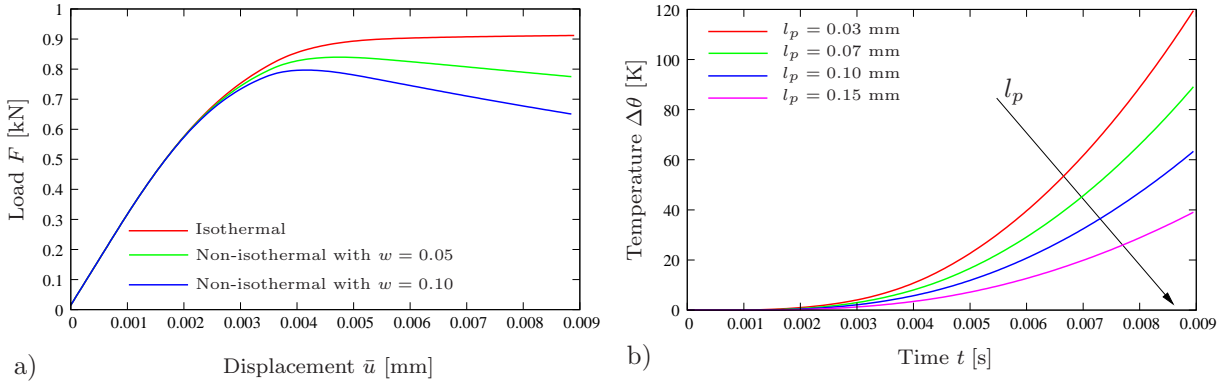 1
0.9
0.8
0.7
0.6
0.5
0.4
0.3
0.2
0.1
0
Load F [kN]
Isothermal
Non-isothermal with w = 0.05
Non-isothermal with w = 0.10
0 0.001 0.002 0.003 0.004 0.005 0.006 0.007 0.008 0.009
Displacement ū [mm]
a)
120
100
80
60
40
20
0
Temperature Δθ [K]
l_p = 0.03 mm
l_p = 0.07 mm
l_p = 0.10 mm
l_p = 0.15 mm
l_p
0 0.001 0.002 0.003 0.004 0.005 0.006 0.007 0.008 0.009
Time t [s]
b)